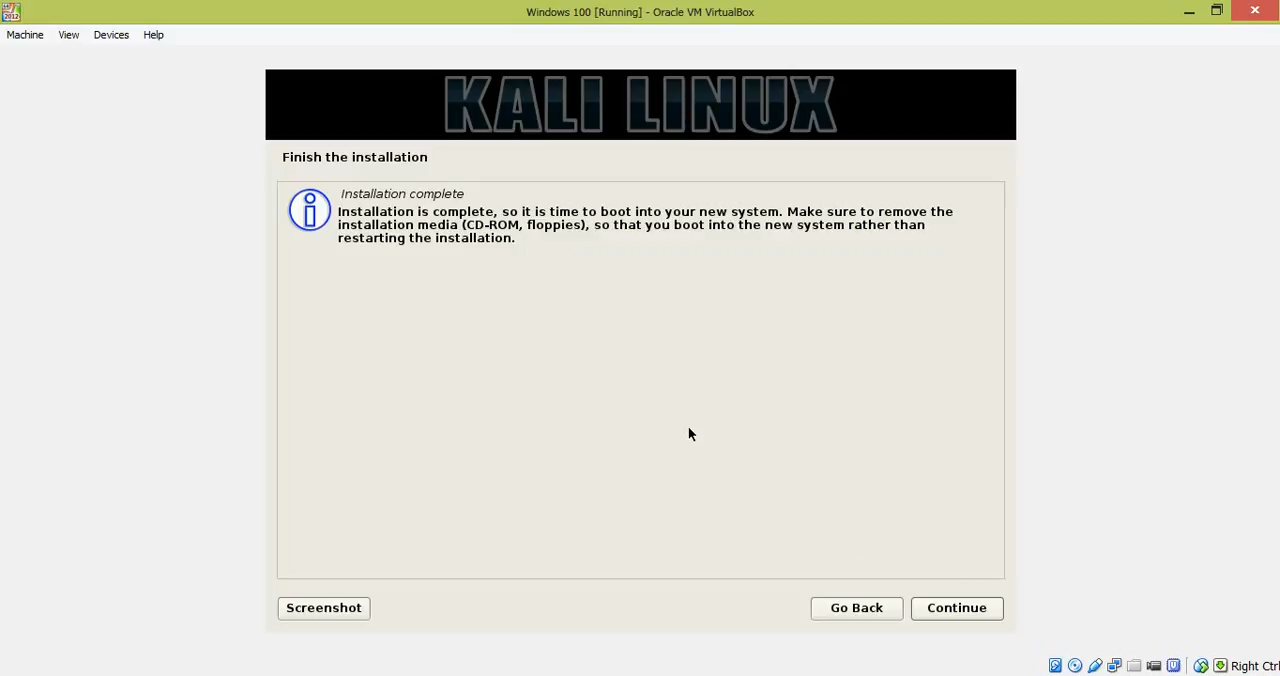 2012
Windows 100 [Running] - Oracle VM VirtualBox
Machine View Devices Help
KALI LINUX
Finish the installation
Installation complete
Installation is complete, so it is time to boot into your new system. Make sure to remove the
installation media (CD-ROM, floppies), so that you boot into the new system rather than
restarting the installation.
Screenshot Go Back Continue
Right Ctrl